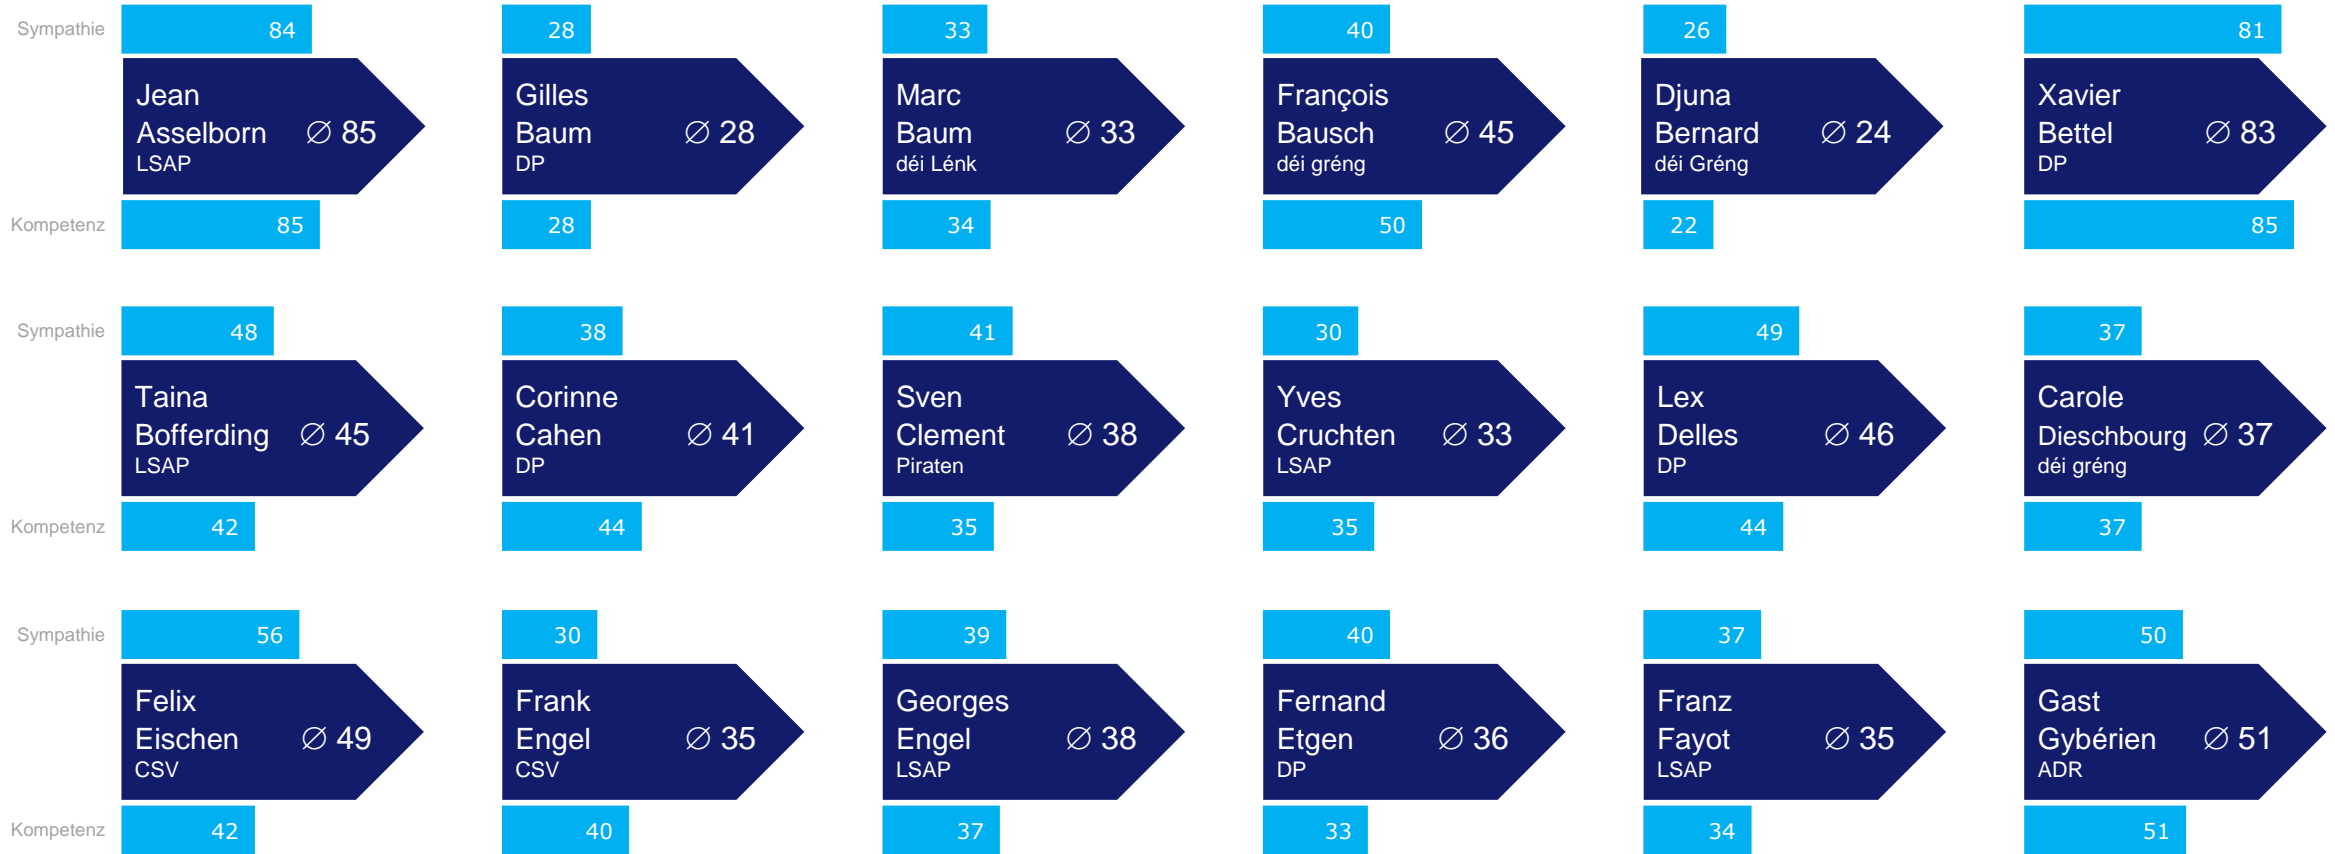 Sympathie 84 28 33 40 26 81
Jean Asselborn LSAP ∅ 85
Gilles Baum DP ∅ 28
Marc Baum déi Lénk ∅ 33
François Bausch déi gréng ∅ 45
Djuna Bernard déi Gréng ∅ 24
Xavier Bettel DP ∅ 83
Kompetenz 85 28 34 50 22 85
Sympathie 48 38 41 30 49 37
Taina Bofferding LSAP ∅ 45
Corinne Cahen DP ∅ 41
Sven Clement Piraten ∅ 38
Yves Cruchten LSAP ∅ 33
Lex Delles DP ∅ 46
Carole Dieschbourg déi gréng ∅ 37
Kompetenz 42 44 35 35 44 37
Sympathie 56 30 39 40 37 50
Felix Eischen CSV ∅ 49
Frank Engel CSV ∅ 35
Georges Engel LSAP ∅ 38
Fernand Etgen DP ∅ 36
Franz Fayot LSAP ∅ 35
Gast Gybérien ADR ∅ 51
Kompetenz 42 40 37 33 34 51